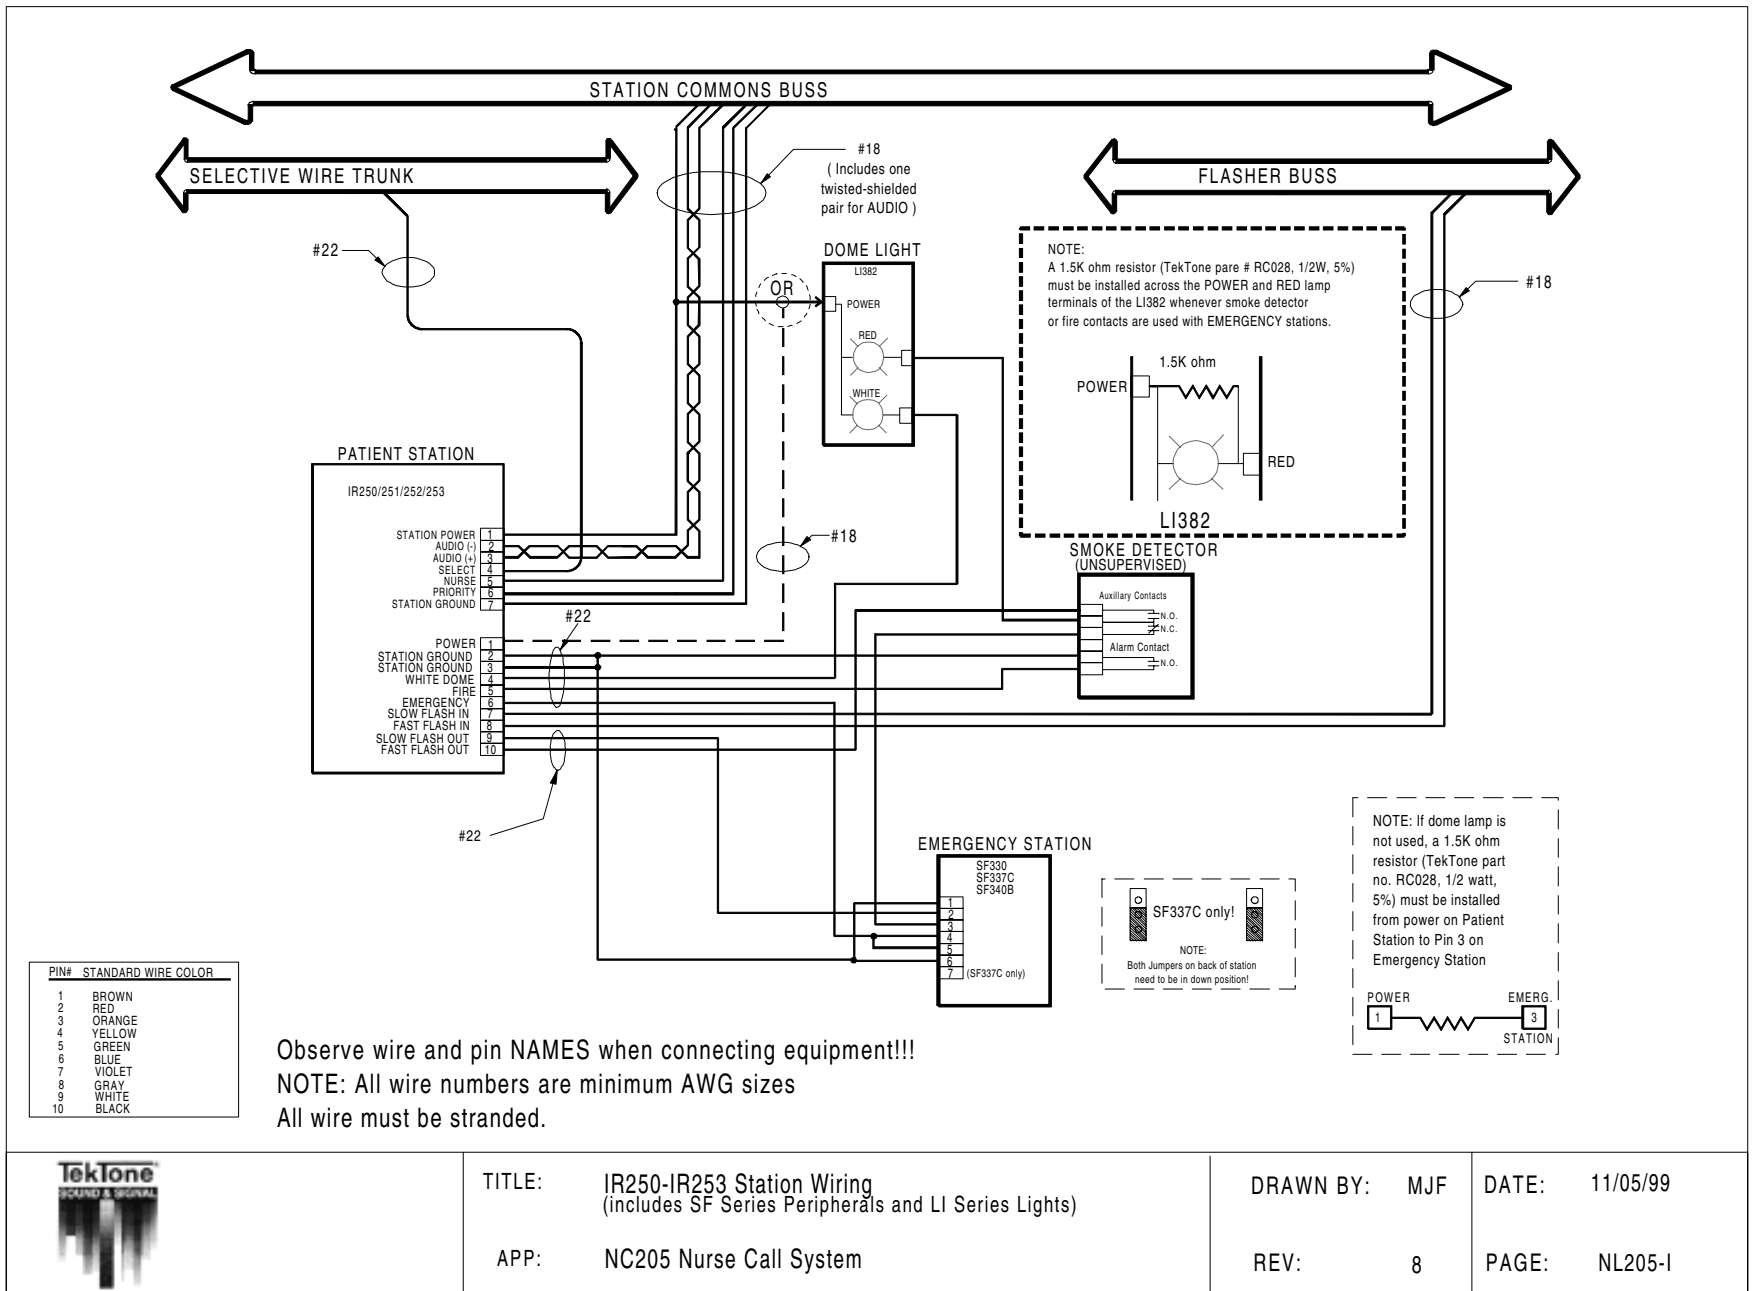 STATION COMMONS BUSS
SELECTIVE WIRE TRUNK
FLASHER BUSS
#18
( Includes one
twisted-shielded
pair for AUDIO )
#22
#18
DOME LIGHT
LI382
OR
POWER
RED
WHITE
NOTE:
A 1.5K ohm resistor (TekTone pare # RC028, 1/2W, 5%)
must be installed across the POWER and RED lamp
terminals of the LI382 whenever smoke detector
or fire contacts are used with EMERGENCY stations.
1.5K ohm
POWER
RED
LI382
PATIENT STATION
IR250/251/252/253
STATION POWER 1
AUDIO (-) 2
AUDIO (+) 3
SELECT 4
NURSE 5
PRIORITY 6
STATION GROUND 7
POWER 1
STATION GROUND 2
STATION GROUND 3
WHITE DOME 4
FIRE 5
EMERGENCY 6
SLOW FLASH IN 7
FAST FLASH IN 8
SLOW FLASH OUT 9
FAST FLASH OUT 10
#18
#22
#22
SMOKE DETECTOR
(UNSUPERVISED)
Auxillary Contacts
N.O.
N.C.
Alarm Contact
N.O.
EMERGENCY STATION
SF330
SF337C
SF340B
1
2
3
4
5
6
7 (SF337C only)
SF337C only!
NOTE:
Both Jumpers on back of station
need to be in down position!
NOTE: If dome lamp is
not used, a 1.5K ohm
resistor (TekTone part
no. RC028, 1/2 watt,
5%) must be installed
from power on Patient
Station to Pin 3 on
Emergency Station
POWER EMERG.
1 3
STATION
PIN# STANDARD WIRE COLOR
1 BROWN
2 RED
3 ORANGE
4 YELLOW
5 GREEN
6 BLUE
7 VIOLET
8 GRAY
9 WHITE
10 BLACK
Observe wire and pin NAMES when connecting equipment!!!
NOTE: All wire numbers are minimum AWG sizes
All wire must be stranded.
TekTone
SOUND & SIGNAL
TITLE: IR250-IR253 Station Wiring
(includes SF Series Peripherals and LI Series Lights)
APP: NC205 Nurse Call System
DRAWN BY: MJF
DATE: 11/05/99
REV: 8
PAGE: NL205-I